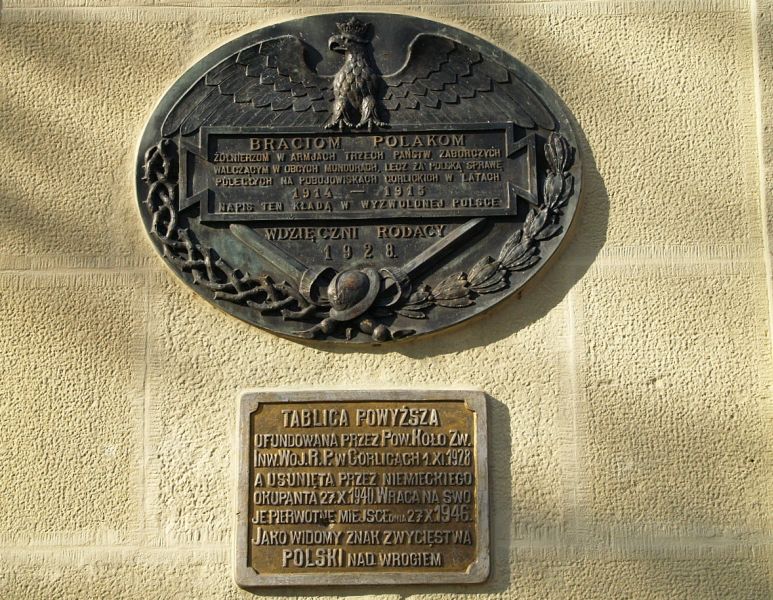 BRACIOM POLAKOM
ŻOŁNIERZOM W ARMJACH TRZECH PAŃSTW ZABORCZYCH
WALCZĄCYM W OBCYCH MUNDURACH, LECZ ZA POLSKĄ SPRAWĘ
POLEGŁYCH NA POBOJOWISKACH GORLICKICH W LATACH
1914 — 1915
NAPIS TEN KŁADĄ W WYZWOLONEJ POLSCE
WDZIĘCZNI RODACY
1928.
TABLICA POWYŻSZA
UFUNDOWANA PRZEZ POW. KOŁO ZW.
INW. WOJ. R.P. W GORLICACH 1.XI.1928
A USUNIĘTA PRZEZ NIEMIECKIEGO
OKUPANTA 27.X.1940. WRACA NA SWO
JE PIERWOTNE MIEJSCE DNIA 27.X.1946.
JAKO WIDOMY ZNAK ZWYCIĘSTWA
POLSKI NAD WROGIEM